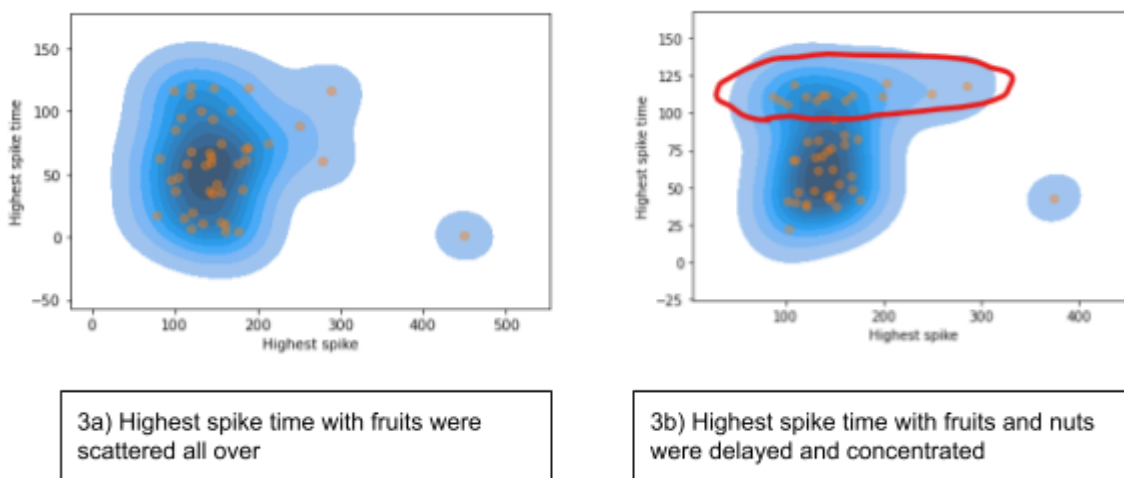 150
100
50
0
−50
Highest spike time
0 100 200 300 400 500
Highest spike
150
125
100
75
50
25
0
−25
Highest spike time
100 200 300 400
Highest spike
3a) Highest spike time with fruits were
scattered all over
3b) Highest spike time with fruits and nuts
were delayed and concentrated